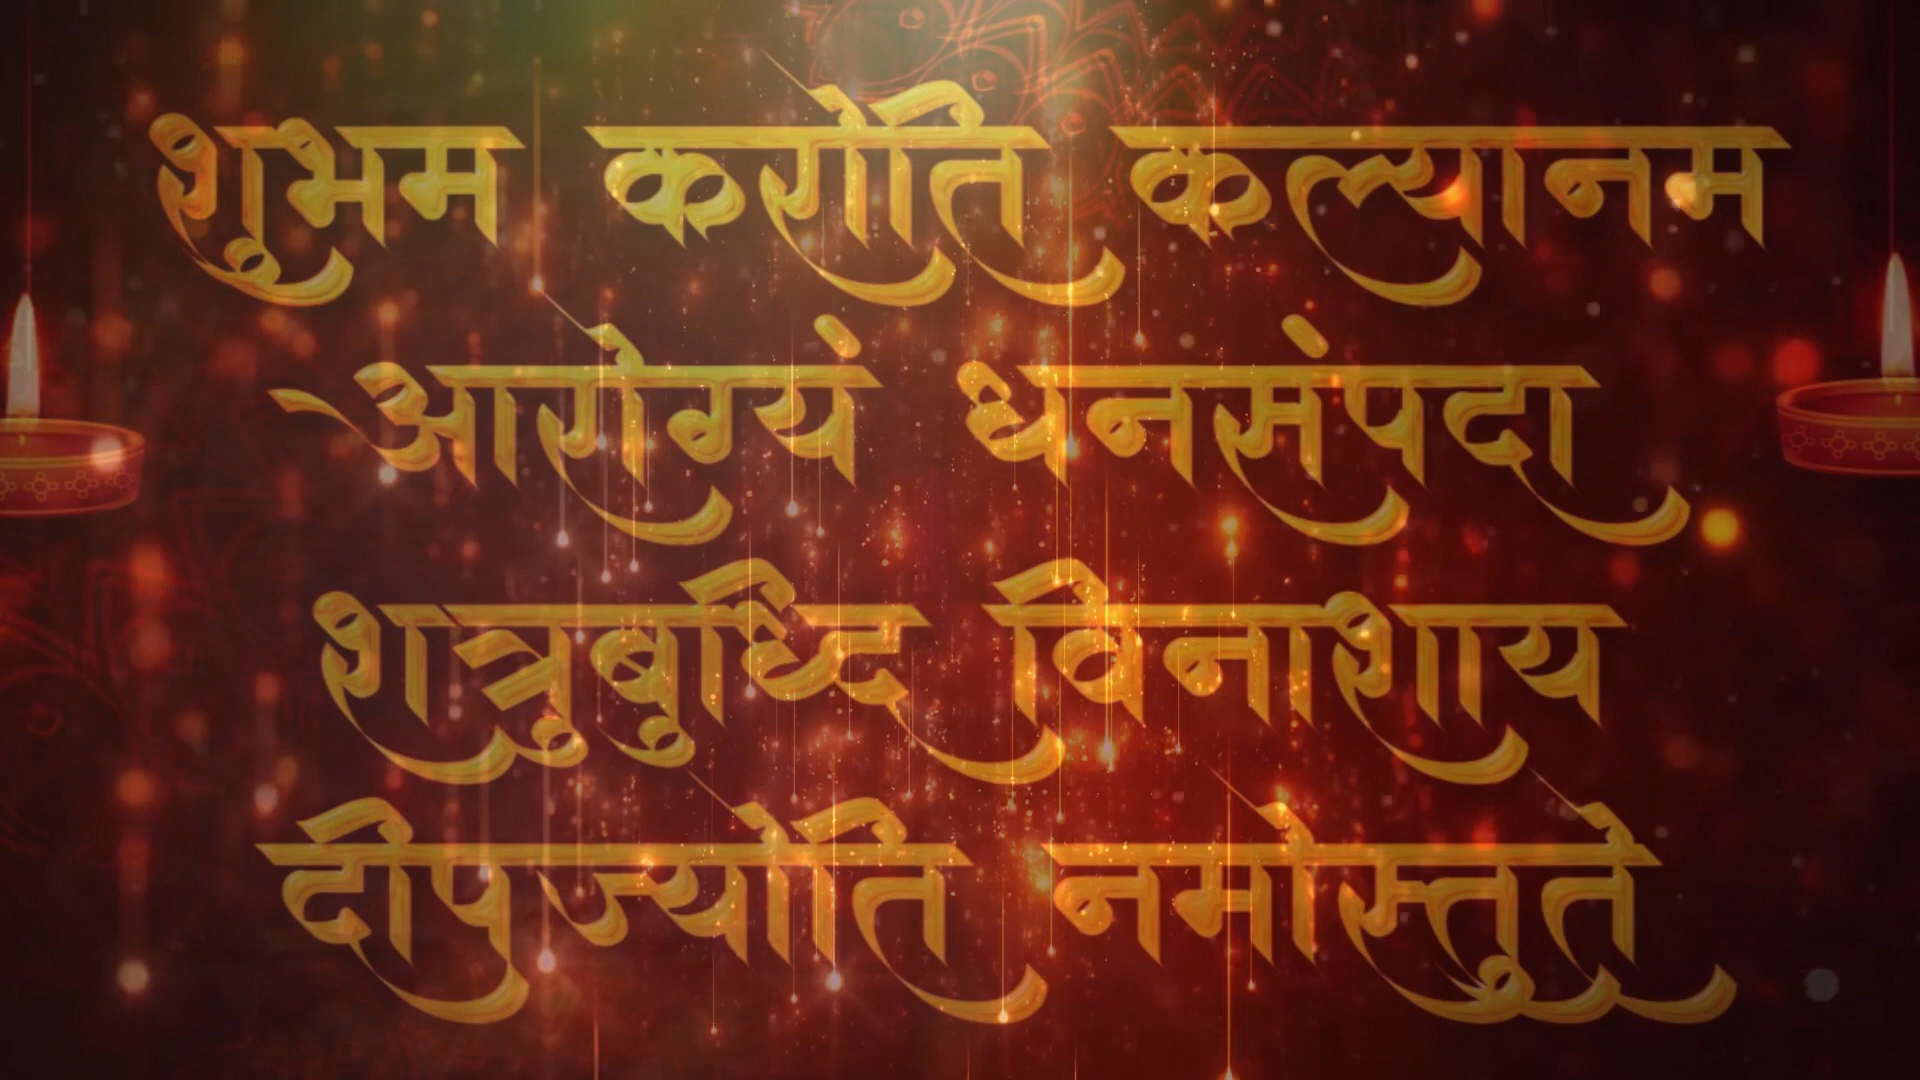 शुभम करोति कल्यानम
आरोग्यं धनसंपदा
शत्रुबुध्दि विनाशाय
दीपज्योति नमोस्तुते